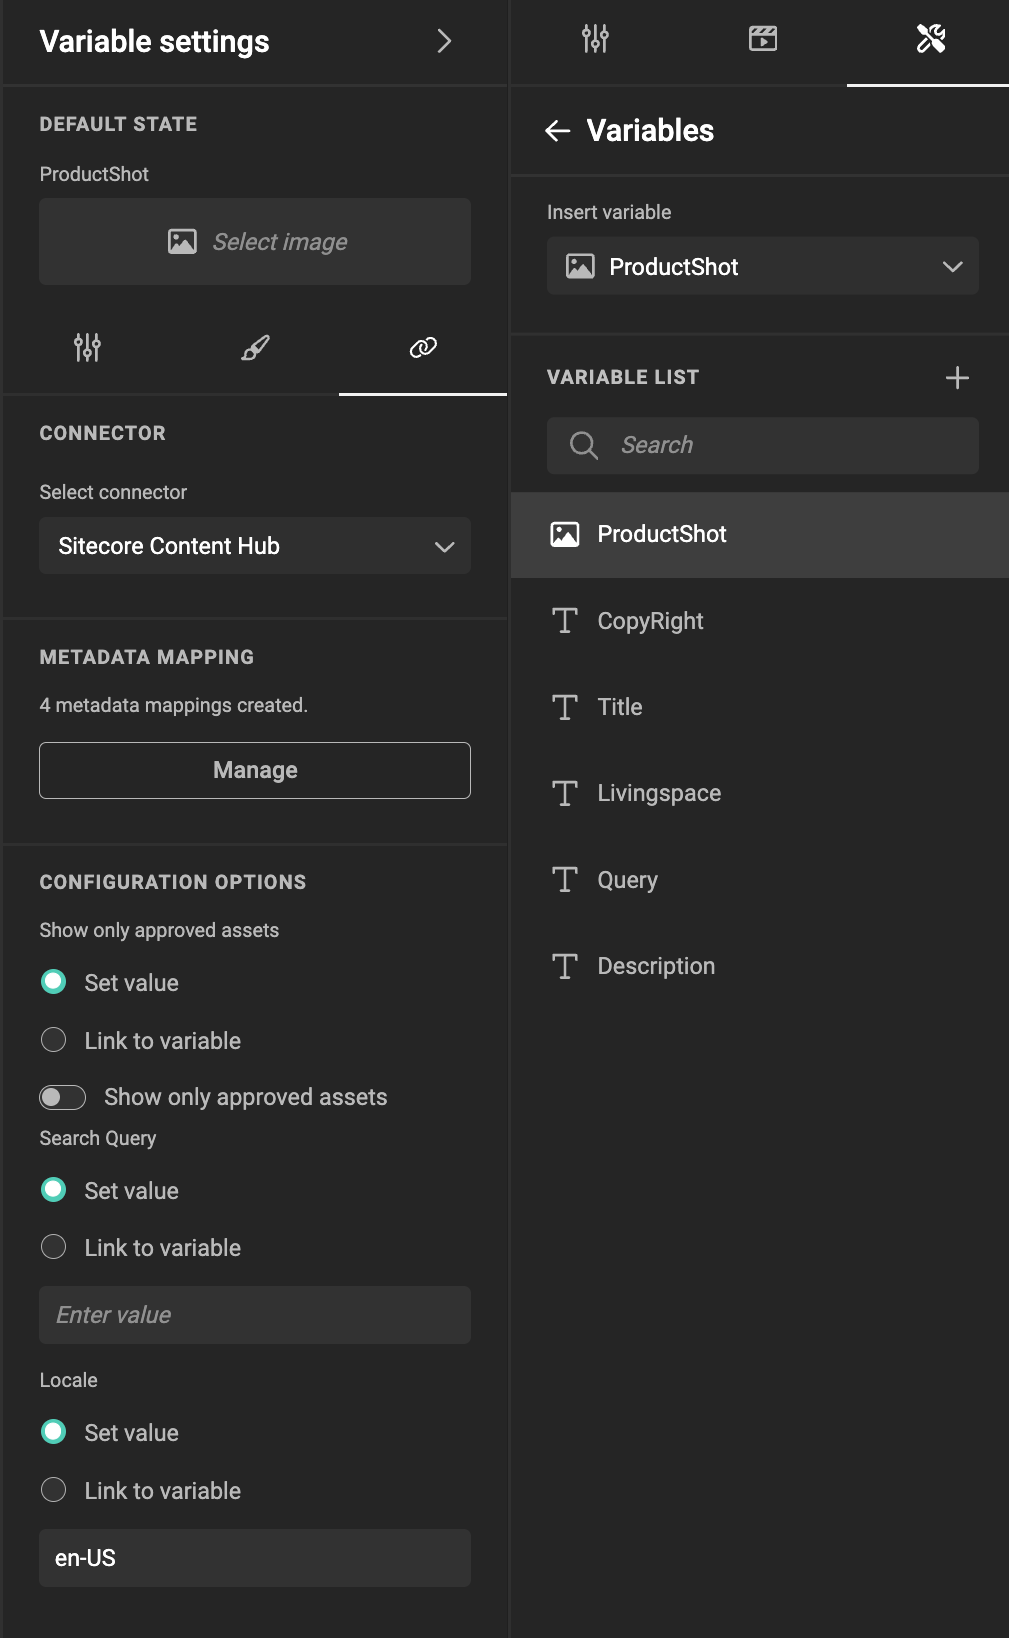 Variable settings
DEFAULT STATE
ProductShot
Select image
CONNECTOR
Select connector
Sitecore Content Hub
METADATA MAPPING
4 metadata mappings created.
Manage
CONFIGURATION OPTIONS
Show only approved assets
Set value
Link to variable
Show only approved assets
Search Query
Set value
Link to variable
Enter value
Locale
Set value
Link to variable
en-US
Variables
Insert variable
ProductShot
VARIABLE LIST
Search
ProductShot
CopyRight
Title
Livingspace
Query
Description